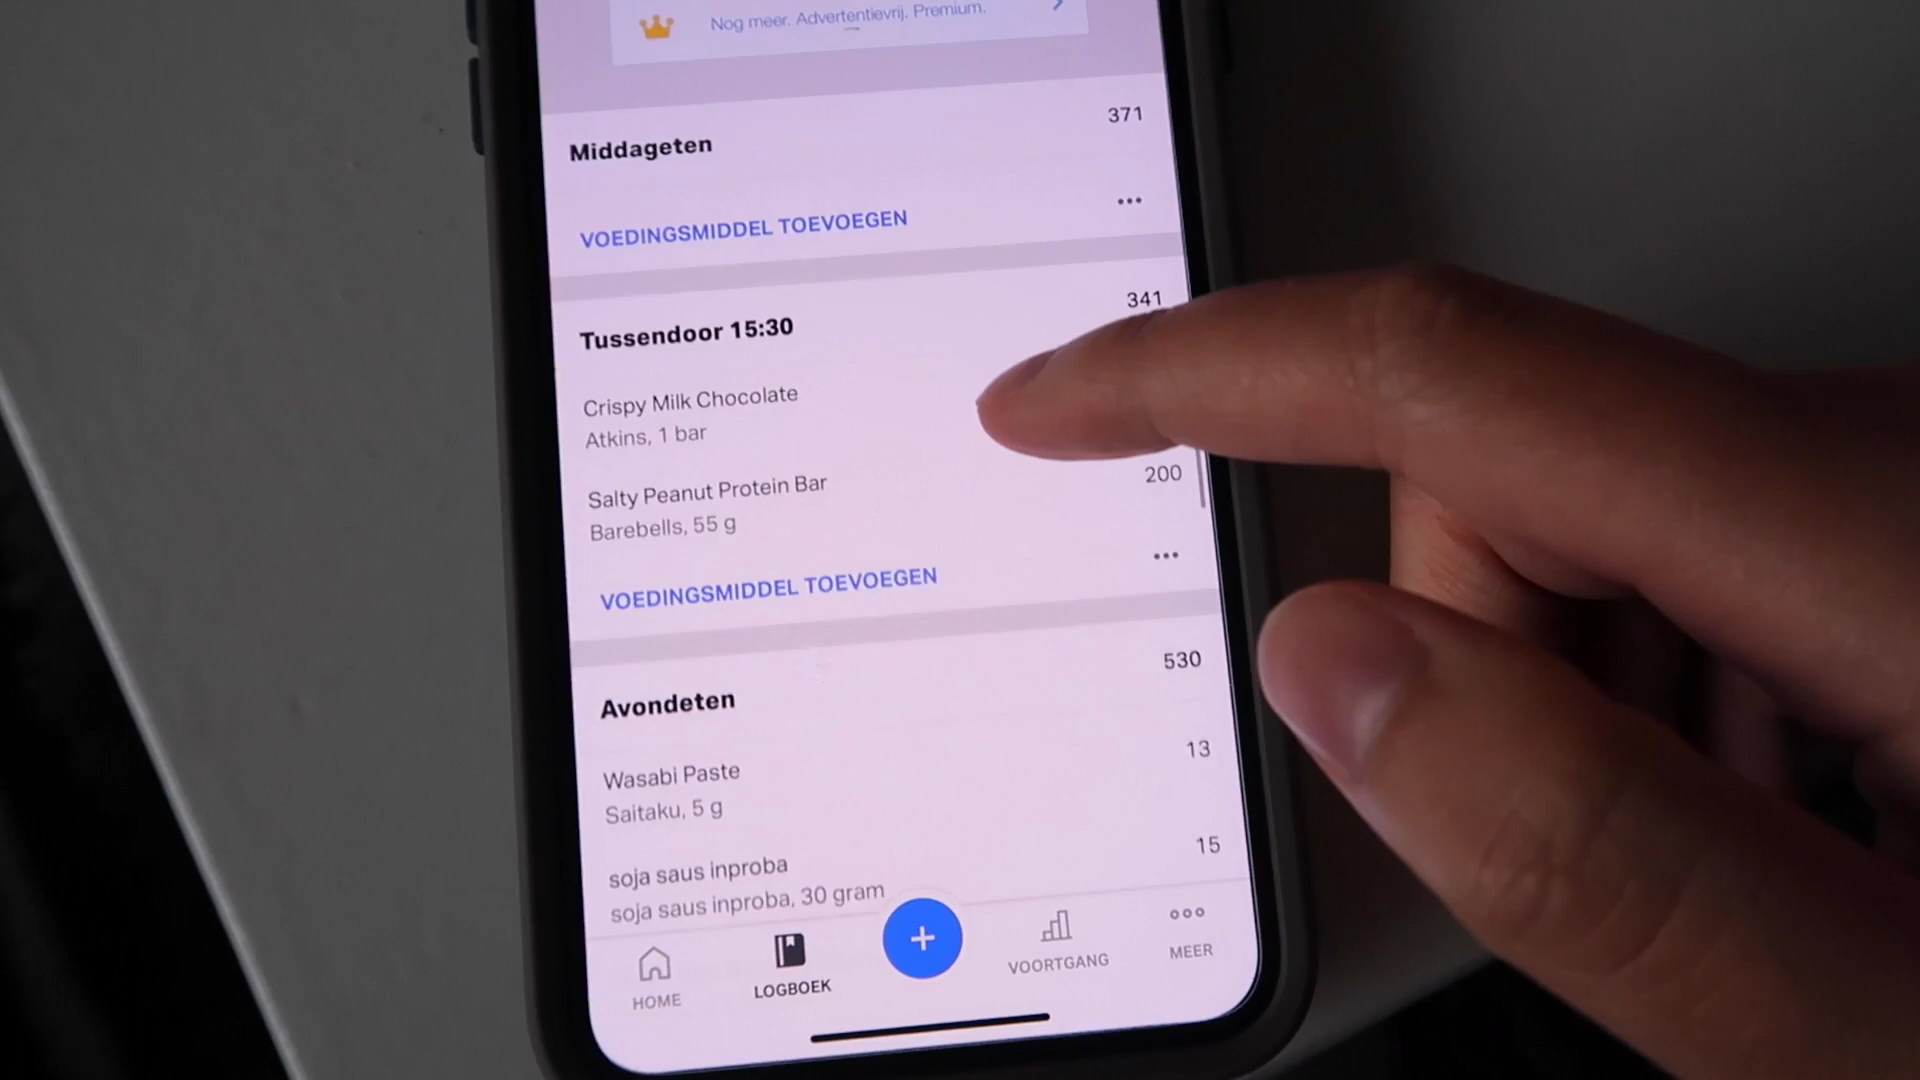 Nog meer. Advertentievrij. Premium.
Middageten 371
VOEDINGSMIDDEL TOEVOEGEN
Tussendoor 15:30 341
Crispy Milk Chocolate
Atkins, 1 bar
Salty Peanut Protein Bar 200
Barebells, 55 g
VOEDINGSMIDDEL TOEVOEGEN
Avondeten 530
Wasabi Paste 13
Saitaku, 5 g
soja saus inproba 15
soja saus inproba, 30 gram
HOME LOGBOEK VOORTGANG MEER